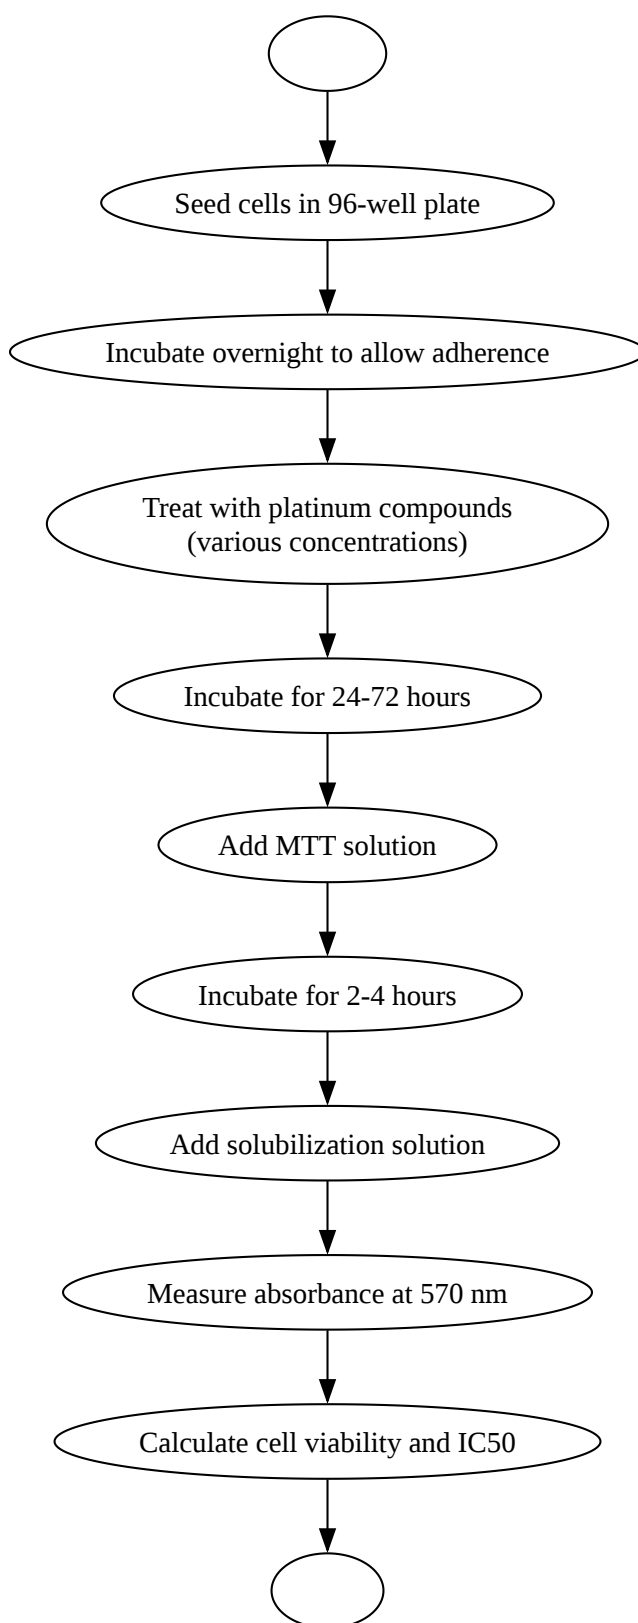 Seed cells in 96-well plate
Incubate overnight to allow adherence
Treat with platinum compounds
(various concentrations)
Incubate for 24-72 hours
Add MTT solution
Incubate for 2-4 hours
Add solubilization solution
Measure absorbance at 570 nm
Calculate cell viability and IC50